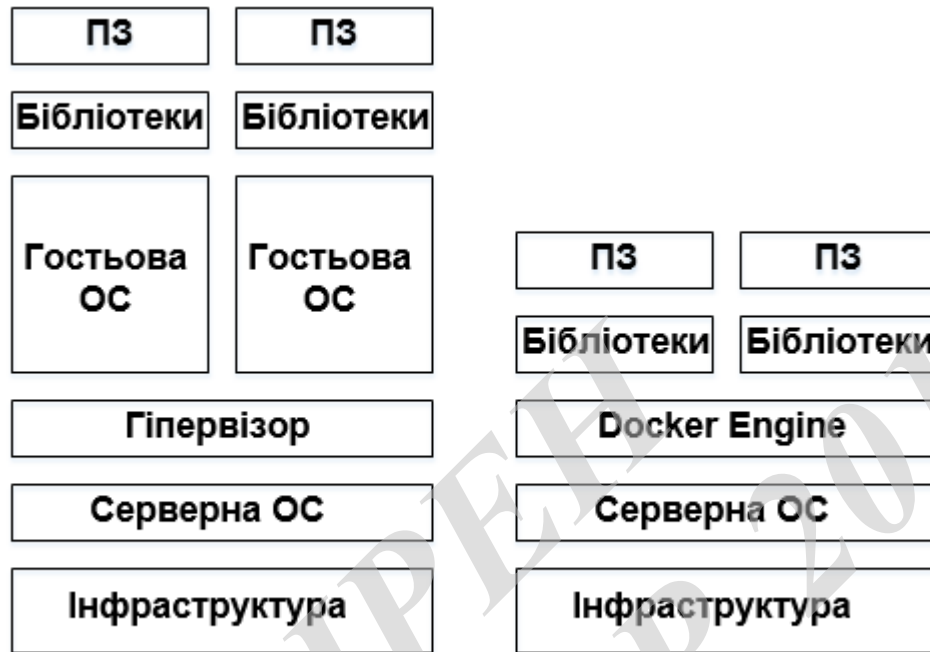 ПЗ ПЗ
Бібліотеки Бібліотеки
Гостьова Гостьова
ОС ОС
Гіпервізор
Серверна ОС
Інфраструктура
ПЗ ПЗ
Бібліотеки Бібліотеки
Docker Engine
Серверна ОС
Інфраструктура